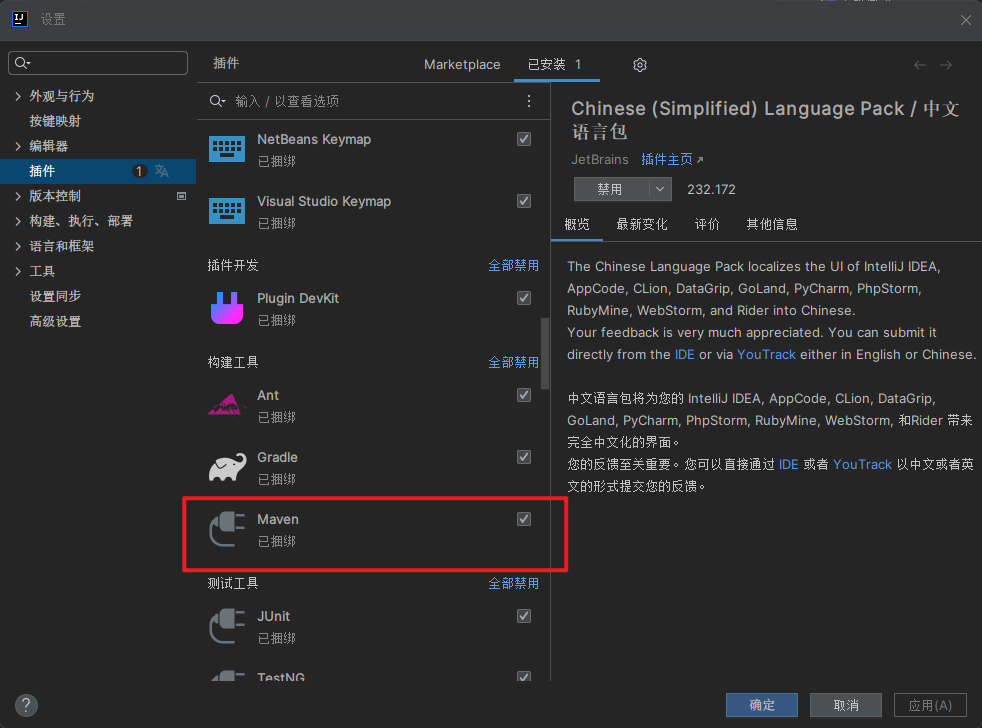 设置
插件
Marketplace
已安装 1
输入 / 以查看选项
外观与行为
按键映射
编辑器
插件 1
版本控制
构建、执行、部署
语言和框架
工具
设置同步
高级设置
NetBeans Keymap
已捆绑
Visual Studio Keymap
已捆绑
插件开发 全部禁用
Plugin DevKit
已捆绑
构建工具 全部禁用
Ant
已捆绑
Gradle
已捆绑
Maven
已捆绑
测试工具 全部禁用
JUnit
已捆绑
TestNG
Chinese (Simplified) Language Pack / 中文
语言包
JetBrains 插件主页
禁用 232.172
概览 最新变化 评价 其他信息
The Chinese Language Pack localizes the UI of IntelliJ IDEA,
AppCode, CLion, DataGrip, GoLand, PyCharm, PhpStorm,
RubyMine, WebStorm, and Rider into Chinese.
Your feedback is very much appreciated. You can submit it
directly from the IDE or via YouTrack either in English or Chinese.
中文语言包将为您的 IntelliJ IDEA, AppCode, CLion, DataGrip,
GoLand, PyCharm, PhpStorm, RubyMine, WebStorm, 和Rider 带来
完全中文化的界面。
您的反馈至关重要。您可以直接通过 IDE 或者 YouTrack 以中文或者英
文的形式提交您的反馈。
?
确定 取消 应用(A)